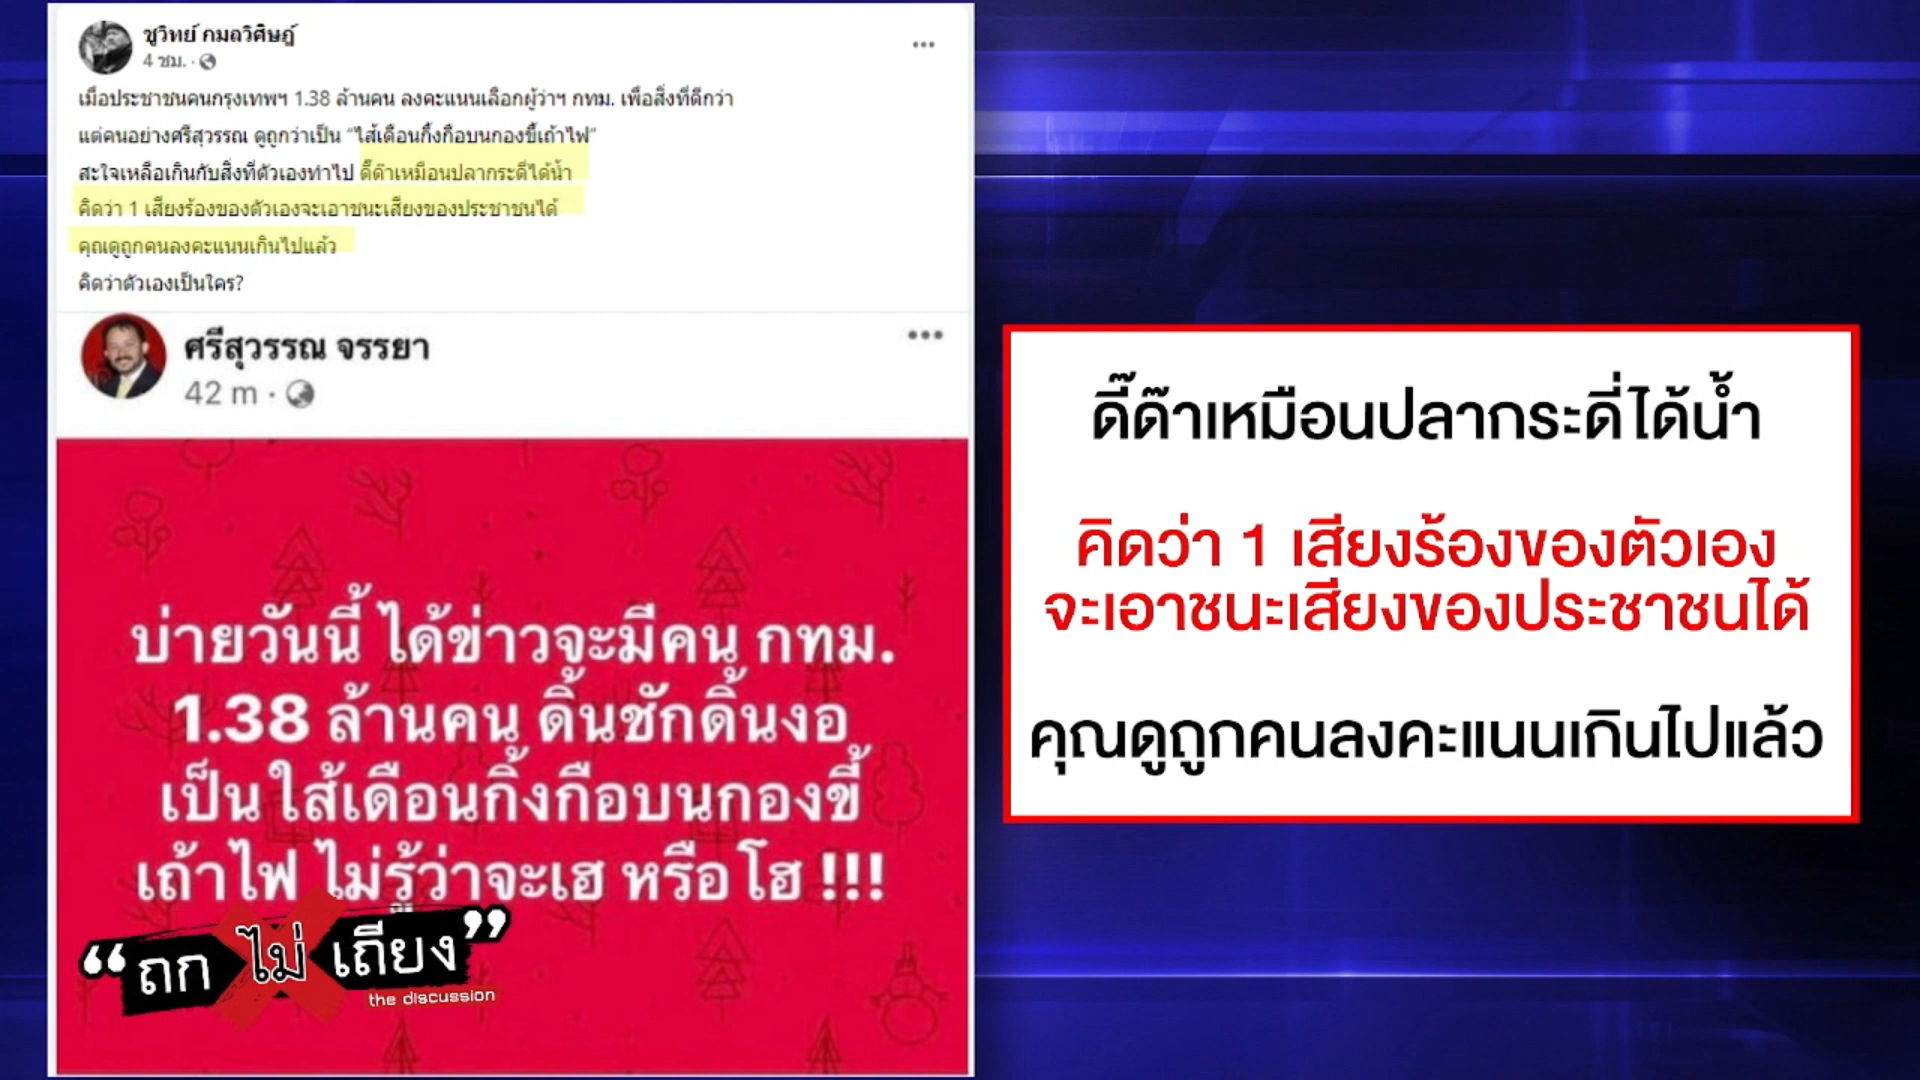 ชูวิทย์ กมลวิศิษฎ์
4 ชม. ·
เมื่อประชาชนคนกรุงเทพฯ 1.38 ล้านคน ลงคะแนนเลือกผู้ว่าฯ กทม. เพื่อสิ่งที่ดีกว่า
แต่คนอย่างศรีสุวรรณ ดูถูกว่าเป็น “ไส้เดือนกิ้งกือบนกองขี้เถ้าไฟ”
สะใจเหลือเกินกับสิ่งที่ตัวเองทำไป ดี๊ด๊าเหมือนปลากระดี่ได้น้ำ
คิดว่า 1 เสียงร้องของตัวเองจะเอาชนะเสียงของประชาชนได้
คุณดูถูกคนลงคะแนนเกินไปแล้ว
คิดว่าตัวเองเป็นใคร?
ศรีสุวรรณ จรรยา
42 m ·
บ่ายวันนี้ ได้ข่าวจะมีคน กทม.
1.38 ล้านคน ดิ้นชักดิ้นงอ
เป็นใส้เดือนกิ้งกือบนกองขี้
เถ้าไฟ ไม่รู้ว่าจะเฮ หรือโฮ !!!
“ถก ไม่ เถียง”
the discussion
ดี๊ด๊าเหมือนปลากระดี่ได้น้ำ
คิดว่า 1 เสียงร้องของตัวเอง
จะเอาชนะเสียงของประชาชนได้
คุณดูถูกคนลงคะแนนเกินไปแล้ว